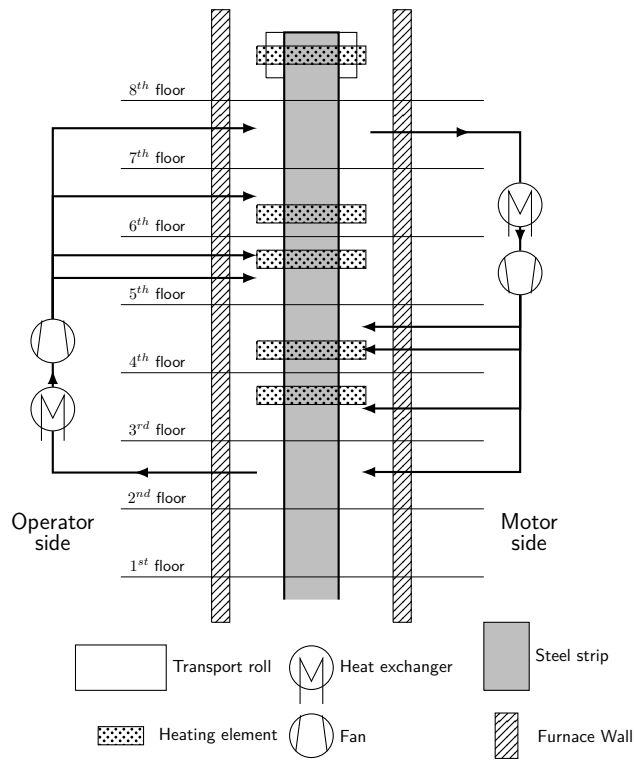 8th floor
7th floor
6th floor
5th floor
4th floor
3rd floor
2nd floor
Operator
side
Motor
side
1st floor
Transport roll
Heat exchanger
Steel strip
Heating element
Fan
Furnace Wall